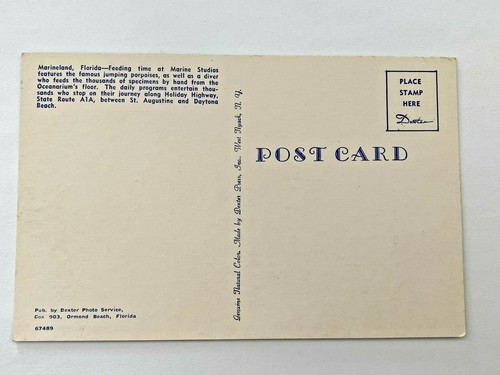 Marineland, Florida—Feeding time at Marine Studios
features the famous jumping porpoises, as well as a diver
who feeds the thousands of specimens by hand from the
Oceanarium's floor. The daily programs entertain thou-
sands who stop on their journey along Holiday Highway,
State Route A1A, between St. Augustine and Daytona
Beach.
Pub. by Dexter Photo Service,
Box 903, Ormond Beach, Florida
67489
Genuine Natural Color. Made by Dexter Press, Inc., West Nyack, N. Y.
PLACE
STAMP
HERE
Dexter
POST CARD